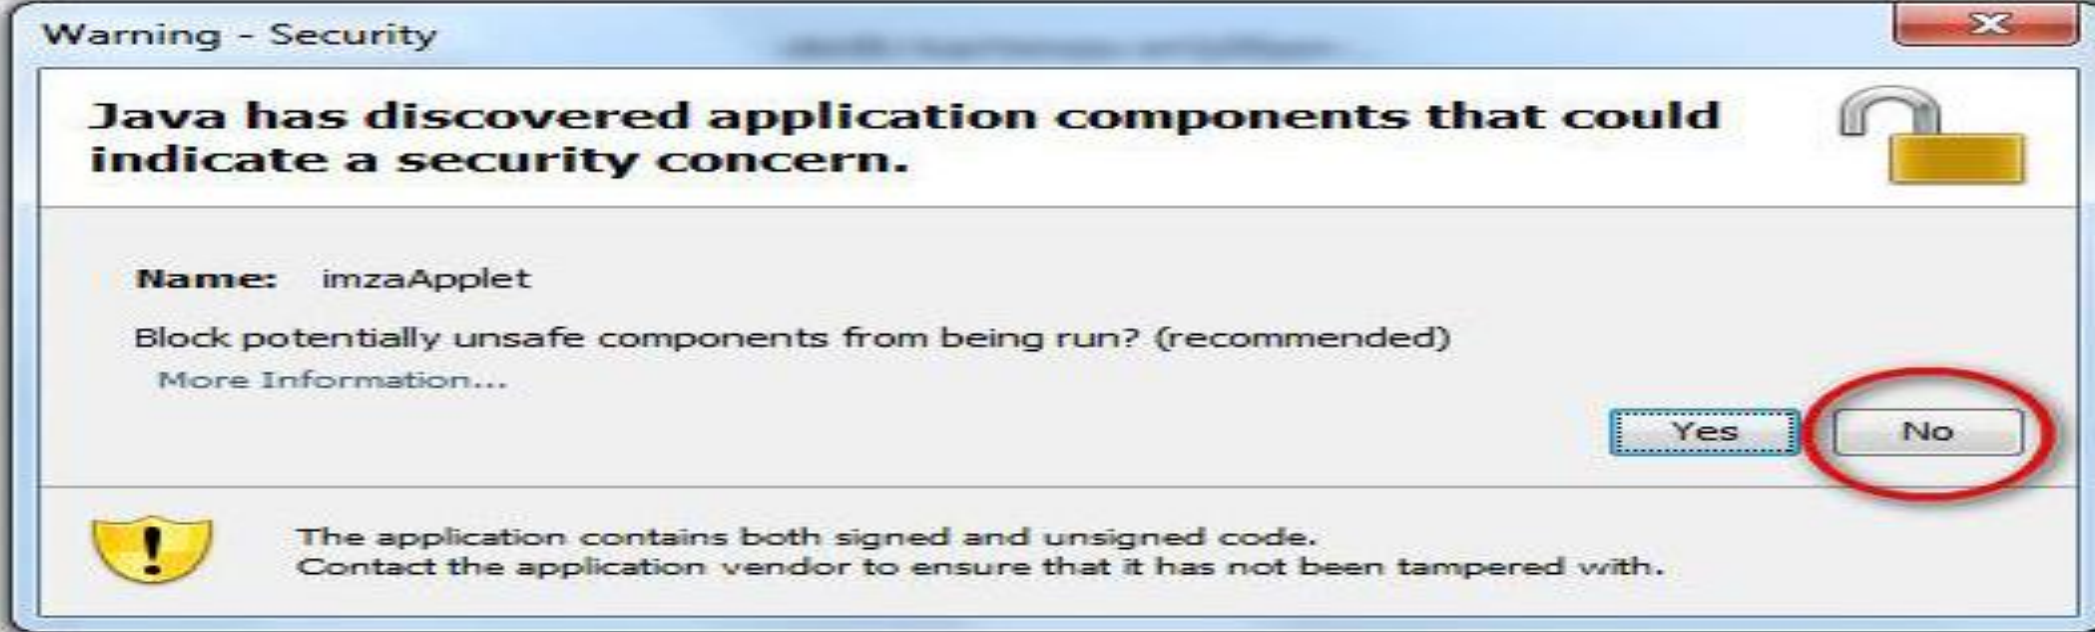 Warning - Security
Java has discovered application components that could
indicate a security concern.
Name: imzaApplet
Block potentially unsafe components from being run? (recommended)
More Information...
Yes No
The application contains both signed and unsigned code.
Contact the application vendor to ensure that it has not been tampered with.